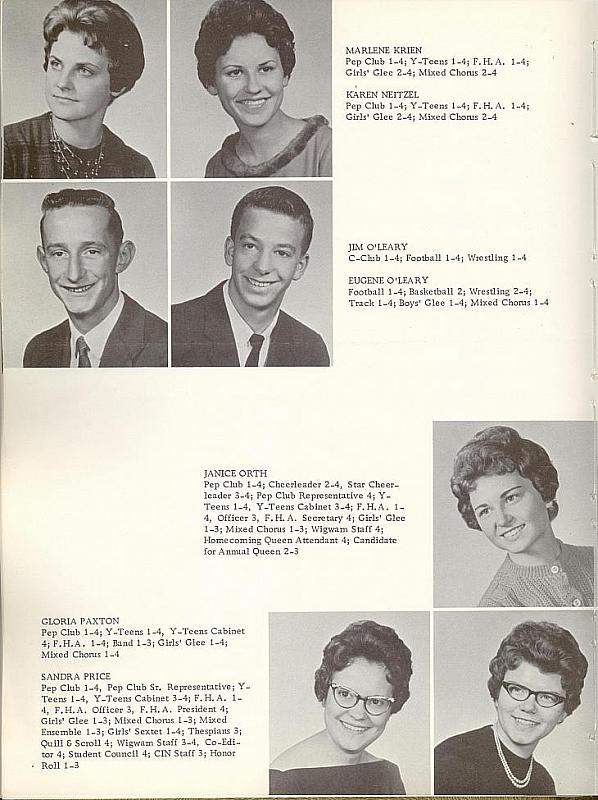 MARLENE KRIEN
Pep Club 1-4; Y-Teens 1-4; F.H.A. 1-4;
Girls' Glee 2-4; Mixed Chorus 2-4
KAREN NEITZEL
Pep Club 1-4; Y-Teens 1-4; F.H.A. 1-4;
Girls' Glee 2-4; Mixed Chorus 2-4
JIM O'LEARY
C-Club 1-4; Football 1-4; Wrestling 1-4
EUGENE O'LEARY
Football 1-4; Basketball 2; Wrestling 2-4;
Track 1-4; Boys' Glee 1-4; Mixed Chorus 1-4
JANICE ORTH
Pep Club 1-4; Cheerleader 2-4, Star Cheer-
leader 3-4; Pep Club Representative 4; Y-
Teens 1-4, Y-Teens Cabinet 3-4; F.H.A. 1-
4, Officer 3, F.H.A. Secretary 4; Girls' Glee
1-3; Mixed Chorus 1-3; Wigwam Staff 4;
Homecoming Queen Attendant 4; Candidate
for Annual Queen 2-3
GLORIA PAXTON
Pep Club 1-4; Y-Teens 1-4, Y-Teens Cabinet
4; F.H.A. 1-4; Band 1-3; Girls' Glee 1-4;
Mixed Chorus 1-4
SANDRA PRICE
Pep Club 1-4, Pep Club Sr. Representative; Y-
Teens 1-4, Y-Teens Cabinet 3-4; F.H.A. 1-
4, F.H.A. Officer 3, F.H.A. President 4;
Girls' Glee 1-3; Mixed Chorus 1-3; Mixed
Ensemble 1-3; Girls' Sextet 1-4; Thespians 3;
Quill & Scroll 4; Wigwam Staff 3-4, Co-Edi-
tor 4; Student Council 4; CIN Staff 3; Honor
Roll 1-3